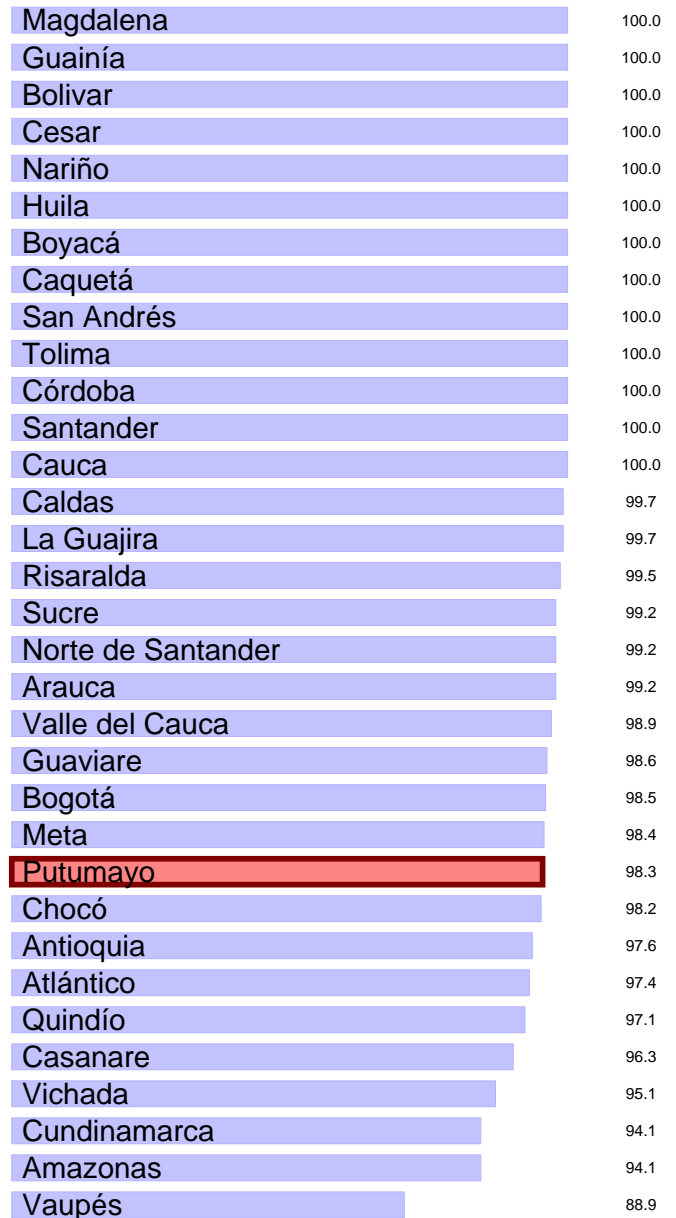 Magdalena 100.0
Guainía 100.0
Bolivar 100.0
Cesar 100.0
Nariño 100.0
Huila 100.0
Boyacá 100.0
Caquetá 100.0
San Andrés 100.0
Tolima 100.0
Córdoba 100.0
Santander 100.0
Cauca 100.0
Caldas 99.7
La Guajira 99.7
Risaralda 99.5
Sucre 99.2
Norte de Santander 99.2
Arauca 99.2
Valle del Cauca 98.9
Guaviare 98.6
Bogotá 98.5
Meta 98.4
Putumayo 98.3
Chocó 98.2
Antioquia 97.6
Atlántico 97.4
Quindío 97.1
Casanare 96.3
Vichada 95.1
Cundinamarca 94.1
Amazonas 94.1
Vaupés 88.9